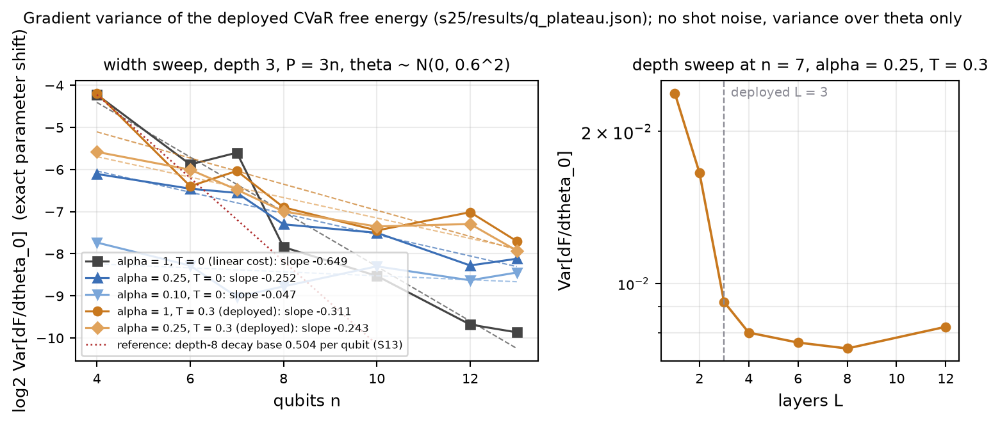 Gradient variance of the deployed CVaR free energy (s25/results/q_plateau.json); no shot noise, variance over theta only
width sweep, depth 3, P = 3n, theta ~ N(0, 0.6^2)
log2 Var[dF/dtheta_0]  (exact parameter shift)
−4
−5
−6
−7
−8
−9
−10
alpha = 1, T = 0 (linear cost): slope -0.649
alpha = 0.25, T = 0: slope -0.252
alpha = 0.10, T = 0: slope -0.047
alpha = 1, T = 0.3 (deployed): slope -0.311
alpha = 0.25, T = 0.3 (deployed): slope -0.243
reference: depth-8 decay base 0.504 per qubit (S13)
4 6 8 10 12
qubits n
depth sweep at n = 7, alpha = 0.25, T = 0.3
deployed L = 3
Var[dF/dtheta_0]
2 × 10⁻²
10⁻²
2 4 6 8 10 12
layers L